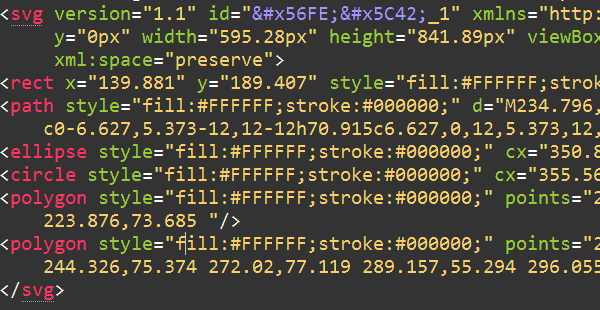 <svg version="1.1" id="&#x56FE;&#x5C42;_1" xmlns="http:
y="0px" width="595.28px" height="841.89px" viewBox
xml:space="preserve">
<rect x="139.881" y="189.407" style="fill:#FFFFFF;strok
<path style="fill:#FFFFFF;stroke:#000000;" d="M234.796,
c0-6.627,5.373-12,12-12h70.915c6.627,0,12,5.373,12,
<ellipse style="fill:#FFFFFF;stroke:#000000;" cx="350.8
<circle style="fill:#FFFFFF;stroke:#000000;" cx="355.56
<polygon style="fill:#FFFFFF;stroke:#000000;" points="2
223.876,73.685 "/>
<polygon style="fill:#FFFFFF;stroke:#000000;" points="2
244.326,75.374 272.02,77.119 289.157,55.294 296.055
</svg>